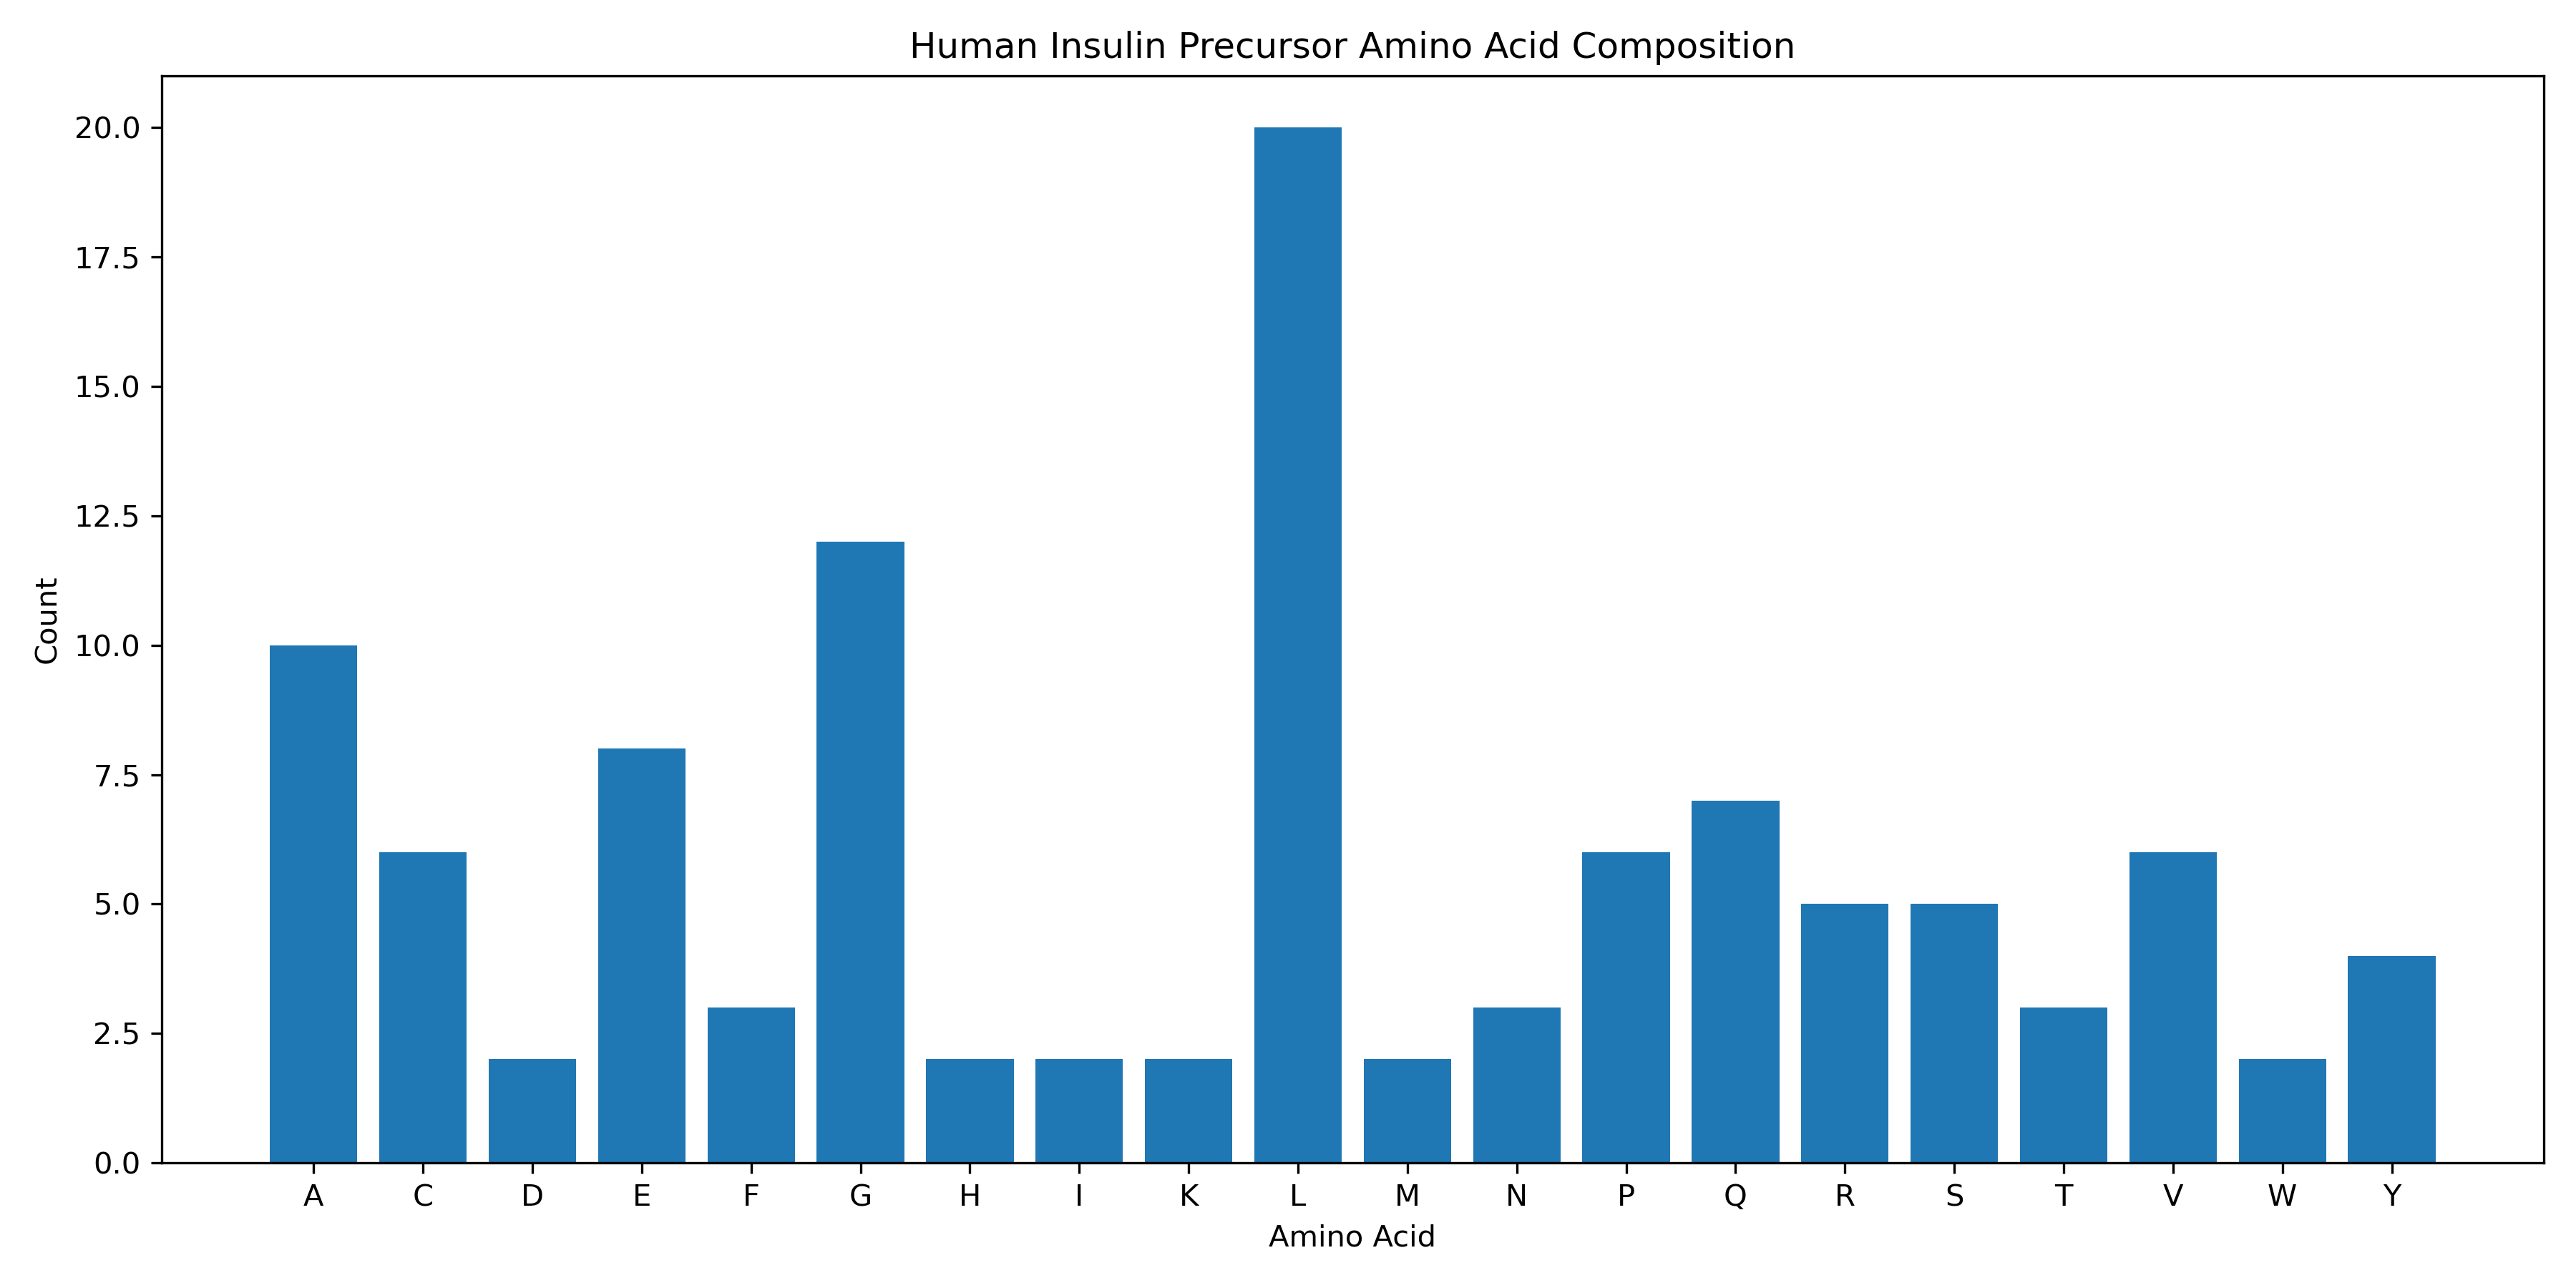 Human Insulin Precursor Amino Acid Composition
20.0
17.5
15.0
12.5
10.0
7.5
5.0
2.5
0.0
Count
A C D E F G H I K L M N P Q R S T V W Y
Amino Acid